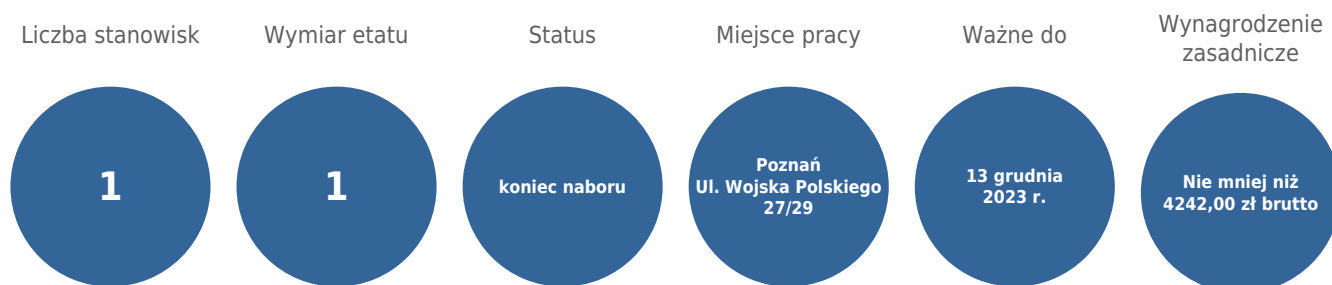 Liczba stanowisk
1
Wymiar etatu
1
Status
koniec naboru
Miejsce pracy
Poznań
Ul. Wojska Polskiego
27/29
Ważne do
13 grudnia
2023 r.
Wynagrodzenie
zasadnicze
Nie mniej niż
4242,00 zł brutto